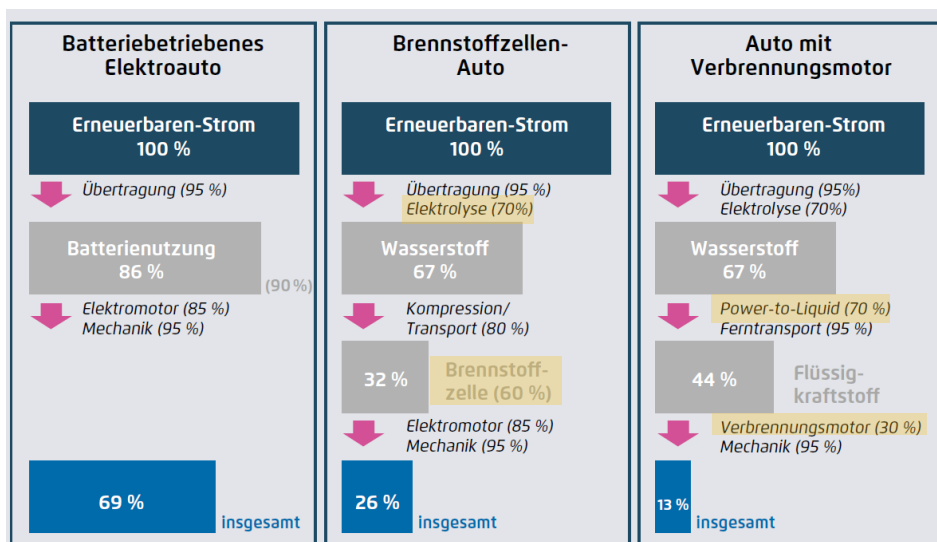 Batteriebetriebenes
Elektroauto
Erneuerbaren-Strom
100 %
Übertragung (95 %)
Batterienutzung
86 %
(90 %)
Elektromotor (85 %)
Mechanik (95 %)
69 %
insgesamt
Brennstoffzellen-
Auto
Erneuerbaren-Strom
100 %
Übertragung (95 %)
Elektrolyse (70%)
Wasserstoff
67 %
Kompression/
Transport (80 %)
32 %
Brennstoff-
zelle (60 %)
Elektromotor (85 %)
Mechanik (95 %)
26 %
insgesamt
Auto mit
Verbrennungsmotor
Erneuerbaren-Strom
100 %
Übertragung (95%)
Elektrolyse (70%)
Wasserstoff
67 %
Power-to-Liquid (70 %)
Ferntransport (95 %)
44 %
Flüssig-
kraftstoff
Verbrennungsmotor (30 %)
Mechanik (95 %)
13 %
insgesamt